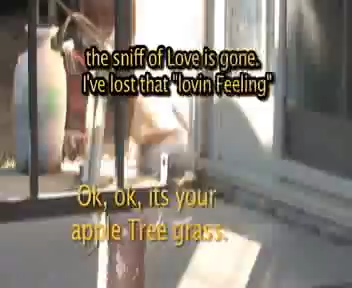 the sniff of Love is gone.
I've lost that "lovin Feeling"
Ok, ok, its your
apple Tree grass.